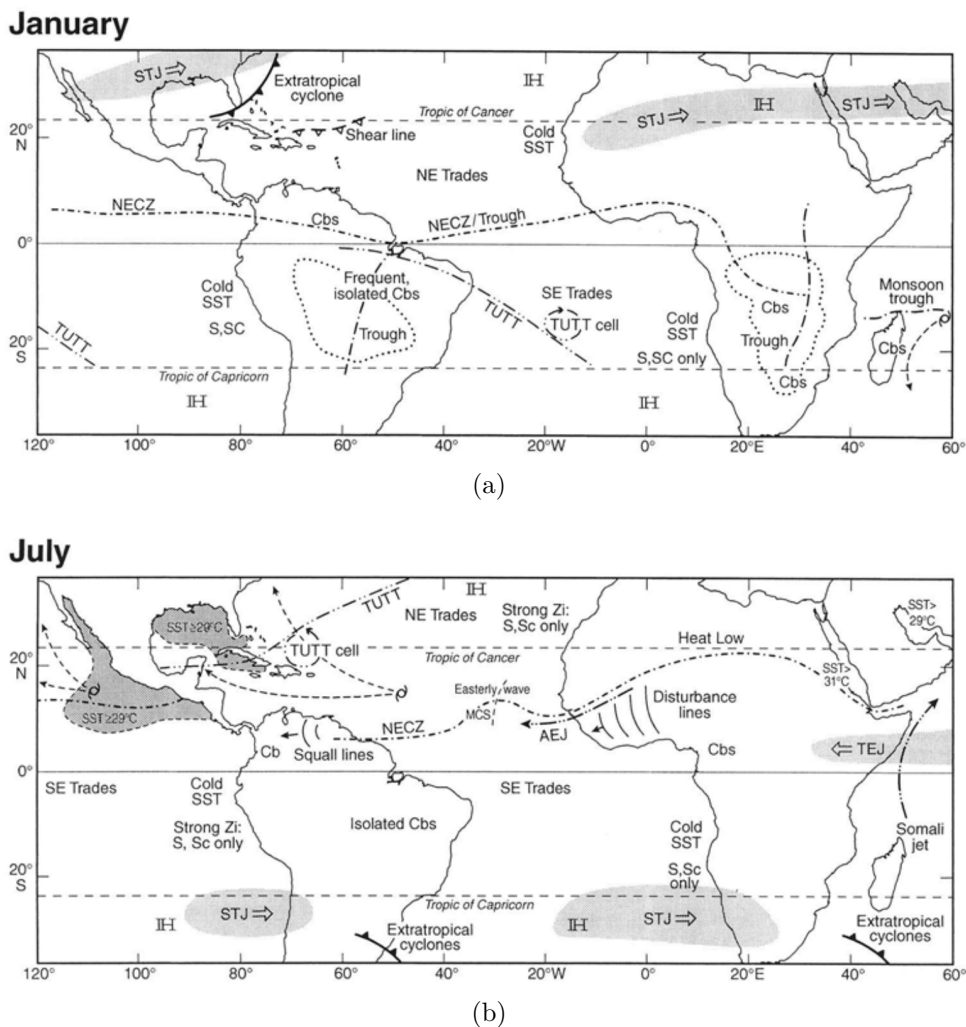 January
STJ
Extratropical
cyclone
H
STJ
H
STJ
Tropic of Cancer
20°
N
Shear line
Cold
SST
NE Trades
NECZ
Cbs
NECZ/Trough
0°
Cold
SST
S,SC
Frequent,
isolated Cbs
Trough
TUTT
SE Trades
TUTT cell
Cold
SST
S,SC only
Cbs
Trough
Cbs
Monsoon
trough
Cbs
TUTT
20°
S
Tropic of Capricorn
H
H
120
100°
80°
60°
40°
20°W
0°
20°E
40°
60
(a)
July
SST≥29°C
TUTT
H
NE Trades
Strong Zi:
S,Sc only
SST>
29°C
TUTT cell
Tropic of Cancer
Heat Low
20°
N
SST>
31°C
SST≥29°C
Easterly wave
MCS
Disturbance
lines
NECZ
AEJ
Cb
Squall lines
Cbs
TEJ
0°
SE Trades
Cold
SST
SE Trades
Strong Zi:
S, Sc only
Isolated Cbs
Cold
SST
S,Sc
only
Somali
jet
20°
S
STJ
H
Tropic of Capricorn
H
STJ
Extratropical
cyclones
Extratropical
cyclones
120
100°
80°
60°
40°
20°W
0°
20°E
40°
60
(b)